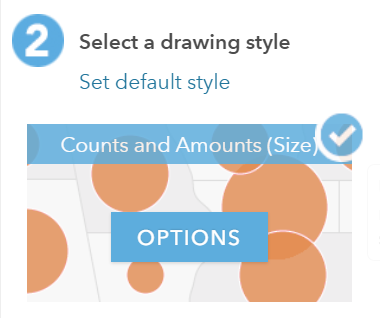 2 Select a drawing style
Set default style
Counts and Amounts (Size)
OPTIONS